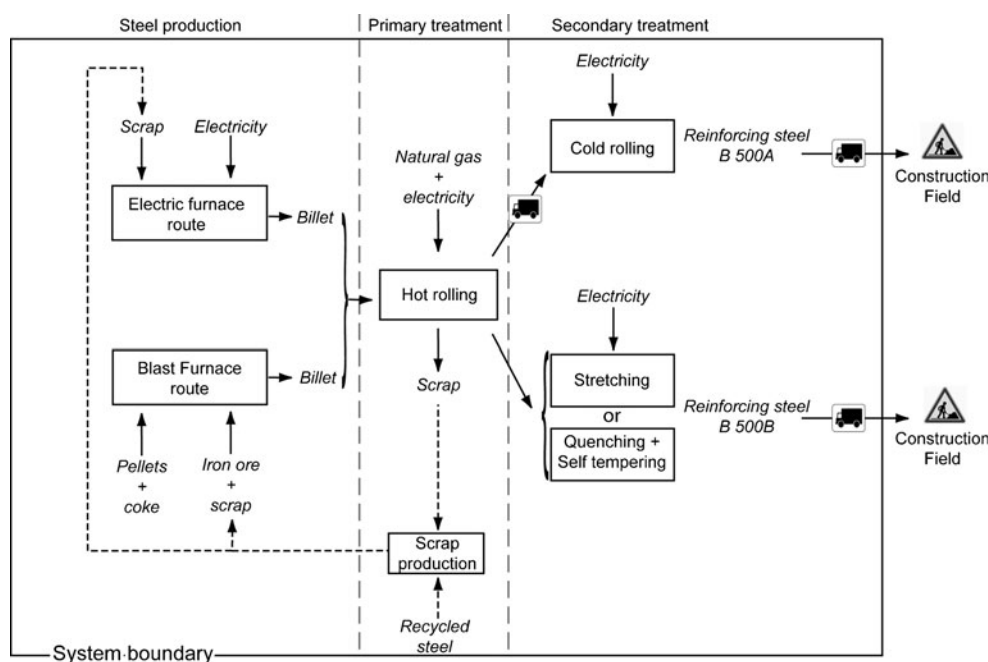 Steel production
Primary treatment
Secondary treatment
Scrap
Electricity
Electric furnace
route
Billet
Blast Furnace
route
Billet
Pellets
+
coke
Iron ore
+
scrap
Natural gas
+
electricity
Hot rolling
Scrap
Scrap
production
Recycled
steel
Electricity
Cold rolling
Reinforcing steel
B 500A
Construction
Field
Electricity
Stretching
or
Quenching +
Self tempering
Reinforcing steel
B 500B
Construction
Field
System boundary